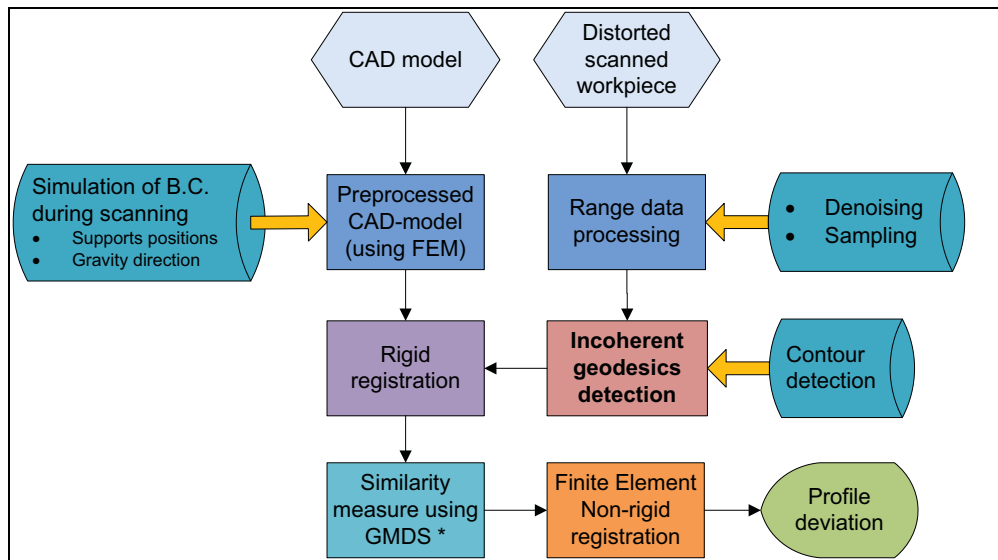 CAD model
Distorted
scanned
workpiece
Simulation of B.C.
during scanning
• Supports positions
• Gravity direction
Preprocessed
CAD-model
(using FEM)
Range data
processing
• Denoising
• Sampling
Rigid
registration
Incoherent
geodesics
detection
Contour
detection
Similarity
measure using
GMDS *
Finite Element
Non-rigid
registration
Profile
deviation